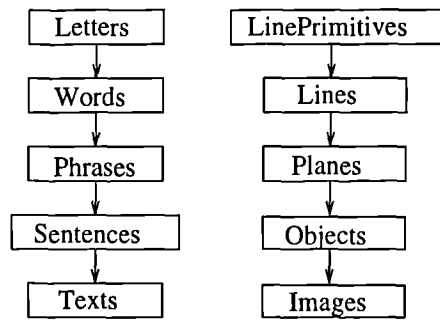 Letters
Words
Phrases
Sentences
Texts
LinePrimitives
Lines
Planes
Objects
Images